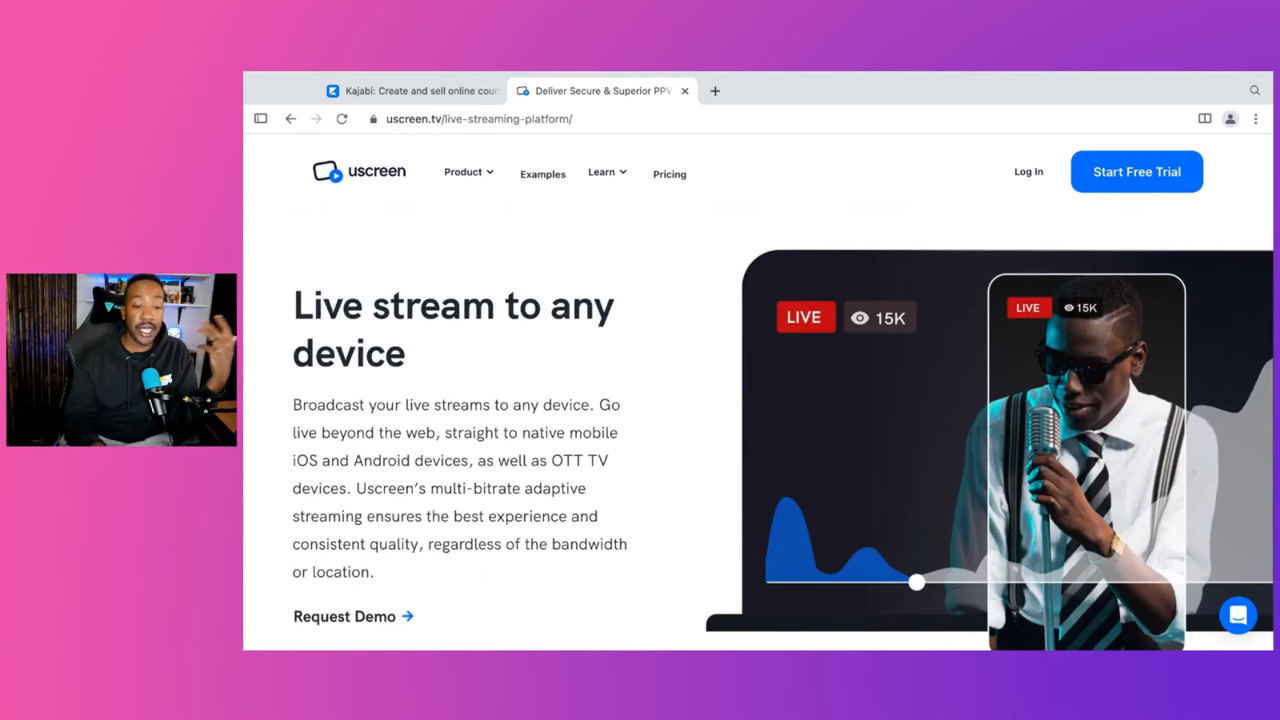 Kajabi: Create and sell online cour
Deliver Secure & Superior PPV
uscreen.tv/live-streaming-platform/
uscreen
Product
Examples
Learn
Pricing
Log In
Start Free Trial
Live stream to any
device
Broadcast your live streams to any device. Go
live beyond the web, straight to native mobile
iOS and Android devices, as well as OTT TV
devices. Uscreen’s multi-bitrate adaptive
streaming ensures the best experience and
consistent quality, regardless of the bandwidth
or location.
Request Demo →
LIVE
15K
LIVE
15K